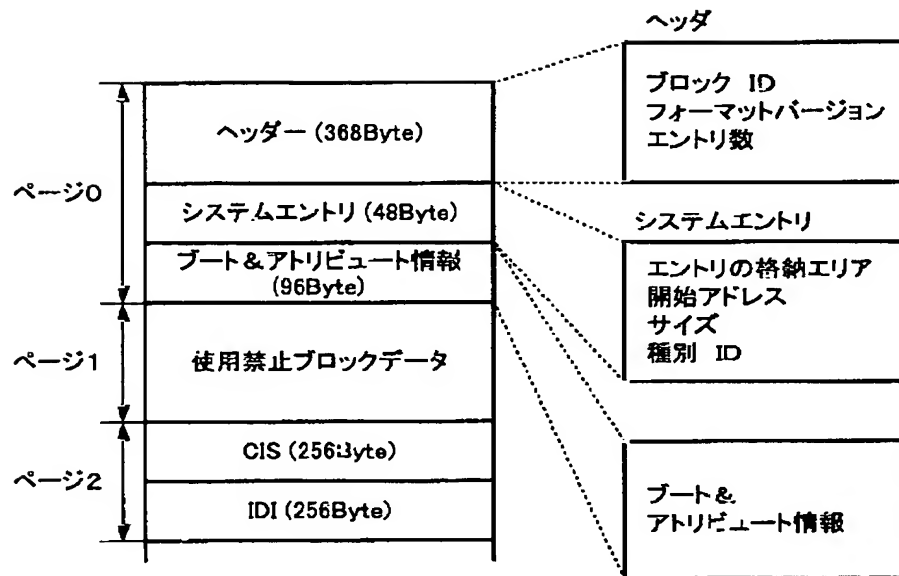 ヘッダ
ブロック ID
フォーマットバージョン
エントリ数
ヘッダー (368Byte)
ページ0
システムエントリ (48Byte)
システムエントリ
ブート&アトリビュート情報
(96Byte)
エントリの格納エリア
開始アドレス
サイズ
種別 ID
ページ1
使用禁止ブロックデータ
CIS (256Byte)
ページ2
IDI (256Byte)
ブート&
アトリビュート情報